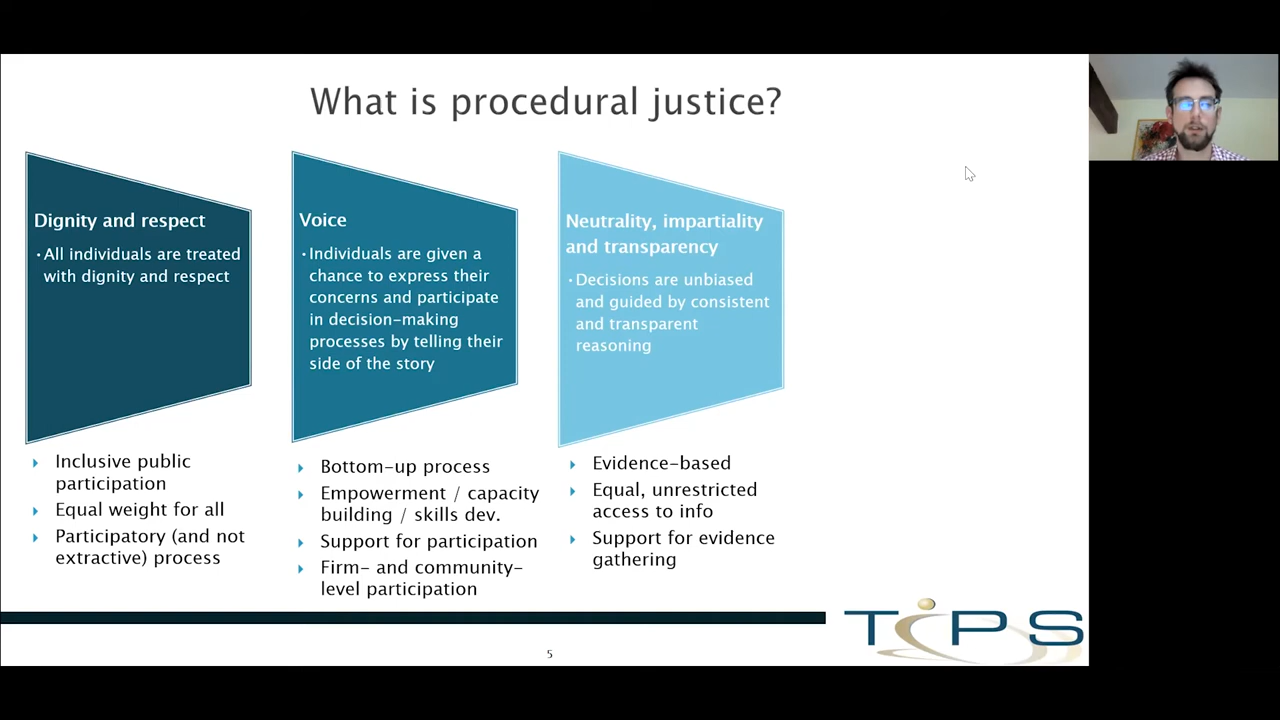 What is procedural justice?
Dignity and respect
•All individuals are treated
with dignity and respect
Inclusive public
participation
Equal weight for all
Participatory (and not
extractive) process
Voice
•Individuals are given a
chance to express their
concerns and participate
in decision-making
processes by telling their
side of the story
Bottom-up process
Empowerment / capacity
building / skills dev.
Support for participation
Firm- and community-
level participation
Neutrality, impartiality
and transparency
•Decisions are unbiased
and guided by consistent
and transparent
reasoning
Evidence-based
Equal, unrestricted
access to info
Support for evidence
gathering
TiPS
5